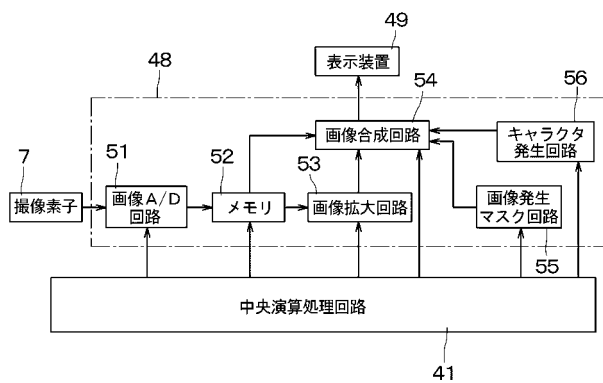 49
表示装置
48
54
56
画像合成回路
キャラクタ
発生回路
7
51
52
53
撮像素子
画像A/D
回路
メモリ
画像拡大回路
画像発生
マスク回路
55
中央演算処理回路
41